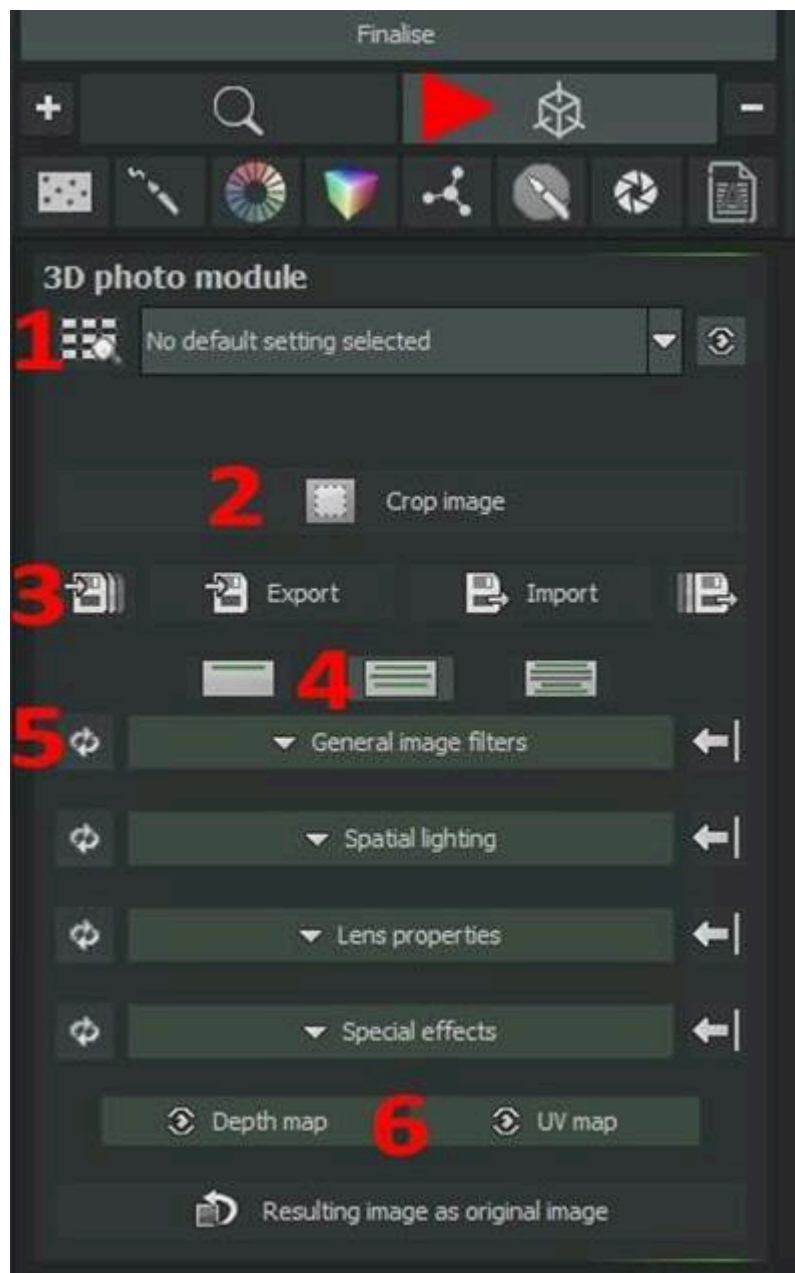 Finalise
+
-
3D photo module
1 No default setting selected
2 Crop image
3 Export Import
4
5 General image filters
Spatial lighting
Lens properties
Special effects
Depth map 6 UV map
Resulting image as original image